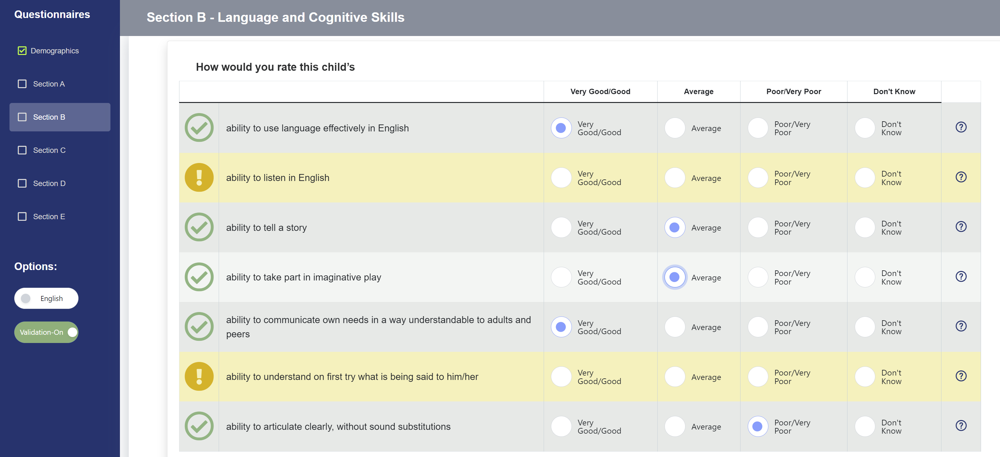 Questionnaires
Demographics
Section A
Section B
Section C
Section D
Section E
Options:
English
Validation-On
Section B - Language and Cognitive Skills
How would you rate this child’s
Very Good/Good Average Poor/Very Poor Don't Know
ability to use language effectively in English
Very
Good/Good
Average
Poor/Very
Poor
Don't
Know
?
!
ability to listen in English
Very
Good/Good
Average
Poor/Very
Poor
Don't
Know
?
ability to tell a story
Very
Good/Good
Average
Poor/Very
Poor
Don't
Know
?
ability to take part in imaginative play
Very
Good/Good
Average
Poor/Very
Poor
Don't
Know
?
ability to communicate own needs in a way understandable to adults and
peers
Very
Good/Good
Average
Poor/Very
Poor
Don't
Know
?
!
ability to understand on first try what is being said to him/her
Very
Good/Good
Average
Poor/Very
Poor
Don't
Know
?
ability to articulate clearly, without sound substitutions
Very
Good/Good
Average
Poor/Very
Poor
Don't
Know
?